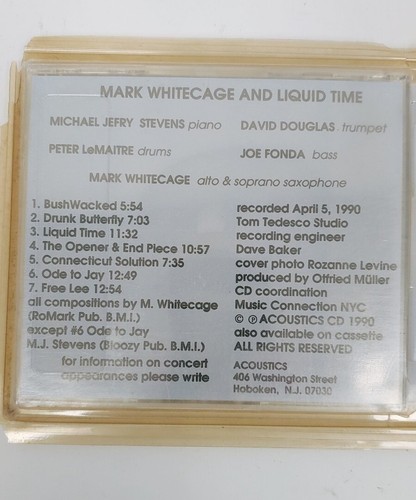 MARK WHITECAGE AND LIQUID TIME
MICHAEL JEFRY STEVENS piano DAVID DOUGLAS trumpet
PETER LeMAITRE drums JOE FONDA bass
MARK WHITECAGE alto & soprano saxophone
1. BushWacked 5:54
2. Drunk Butterfly 7:03
3. Liquid Time 11:32
4. The Opener & End Piece 10:57
5. Connecticut Solution 7:35
6. Ode to Jay 12:49
7. Free Lee 12:54
all compositions by M. Whitecage
(RoMark Pub. B.M.I.)
except #6 Ode to Jay
M.J. Stevens (Bloozy Pub. B.M.I.)
for information on concert
appearances please write
recorded April 5, 1990
Tom Tedesco Studio
recording engineer
Dave Baker
cover photo Rozanne Levine
produced by Otfried Müller
CD coordination
Music Connection NYC
© ℗ ACOUSTICS CD 1990
also available on cassette
ALL RIGHTS RESERVED
ACOUSTICS
406 Washington Street
Hoboken, N.J. 07030